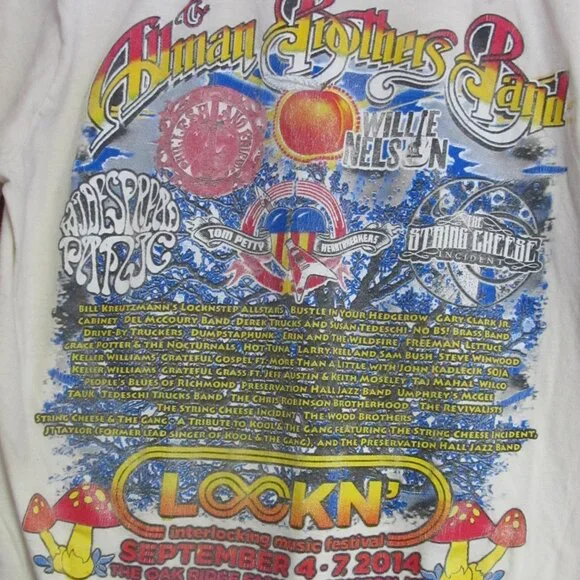 The
Allman Brothers Band
WILLIE
NELSON
WIDESPREAD
PANIC
TOM PETTY HEARTBREAKERS
THE
STRING CHEESE
INCIDENT
BILL KREUTZMANN'S LOCKN'STEP ALLSTARS BUSTLE IN YOUR HEDGEROW GARY CLARK JR.
CABINET DEL MCCOURY BAND DEREK TRUCKS AND SUSAN TEDESCHI NO BS! BRASS BAND
DRIVE-BY TRUCKERS DUMPSTAPHUNK ERIN AND THE WILDFIRE FREEMAN LETTUCE
GRACE POTTER & THE NOCTURNALS HOT TUNA LARRY KEEL AND SAM BUSH STEVE WINWOOD
KELLER WILLIAMS GRATEFUL GOSPEL FT. MORE THAN A LITTLE WITH JOHN KADLECIK SOJA
KELLER WILLIAMS GRATEFUL GRASS FT. JEFF AUSTIN & KEITH MOSELEY TAJ MAHAL WILCO
PEOPLE'S BLUES OF RICHMOND PRESERVATION HALL JAZZ BAND UMPHREY'S MCGEE
TAUK TEDESCHI TRUCKS BAND THE CHRIS ROBINSON BROTHERHOOD THE REVIVALISTS
THE STRING CHEESE INCIDENT THE WOOD BROTHERS
STRING CHEESE & THE GANG: A TRIBUTE TO KOOL & THE GANG FEATURING THE STRING CHEESE INCIDENT,
JT TAYLOR (FORMER LEAD SINGER OF KOOL & THE GANG), AND THE PRESERVATION HALL JAZZ BAND
LOCKN'
interlocking music festival
SEPTEMBER 4-7 2014
THE OAK RIDGE